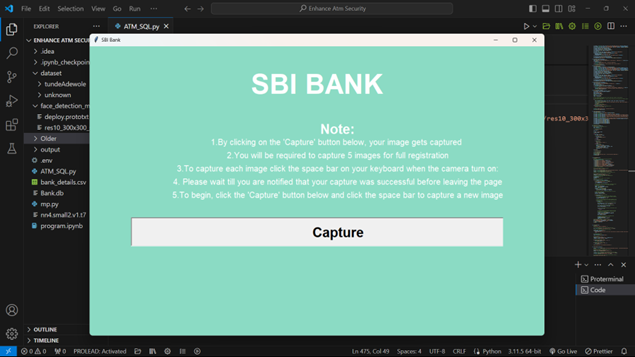 File Edit Selection View Go Run ···
Enhance Atm Security
EXPLORER ···
ATM_SQL.py
ENHANCE ATM SECU
.idea
.ipynb_checkpoin
dataset
tundeAdewole
unknown
face_detection_m
deploy.prototxt
res10_300x300_
Older
output
.env
ATM_SQL.py
bank_details.csv
Bank.db
mp.py
nn4.small2.v1.t7
program.ipynb
OUTLINE
TIMELINE
SBI Bank
SBI BANK
Note:
1.By clicking on the 'Capture' button below, your image gets captured
2.You will be required to capture 5 images for full registration
3.To capture each image click the space bar on your keyboard when the camera turn on:
4. Please wait till you are notified that your capture was successful before leaving the page
5.To begin, click the 'Capture' button below and click the space bar to capture a new image
Capture
/res10_300x3
Proterminal
Code
0 0 0 PROLEAD: Activated Ln 475, Col 49 Spaces: 4 UTF-8 CRLF Python 3.11.5 64-bit Go Live Prettier